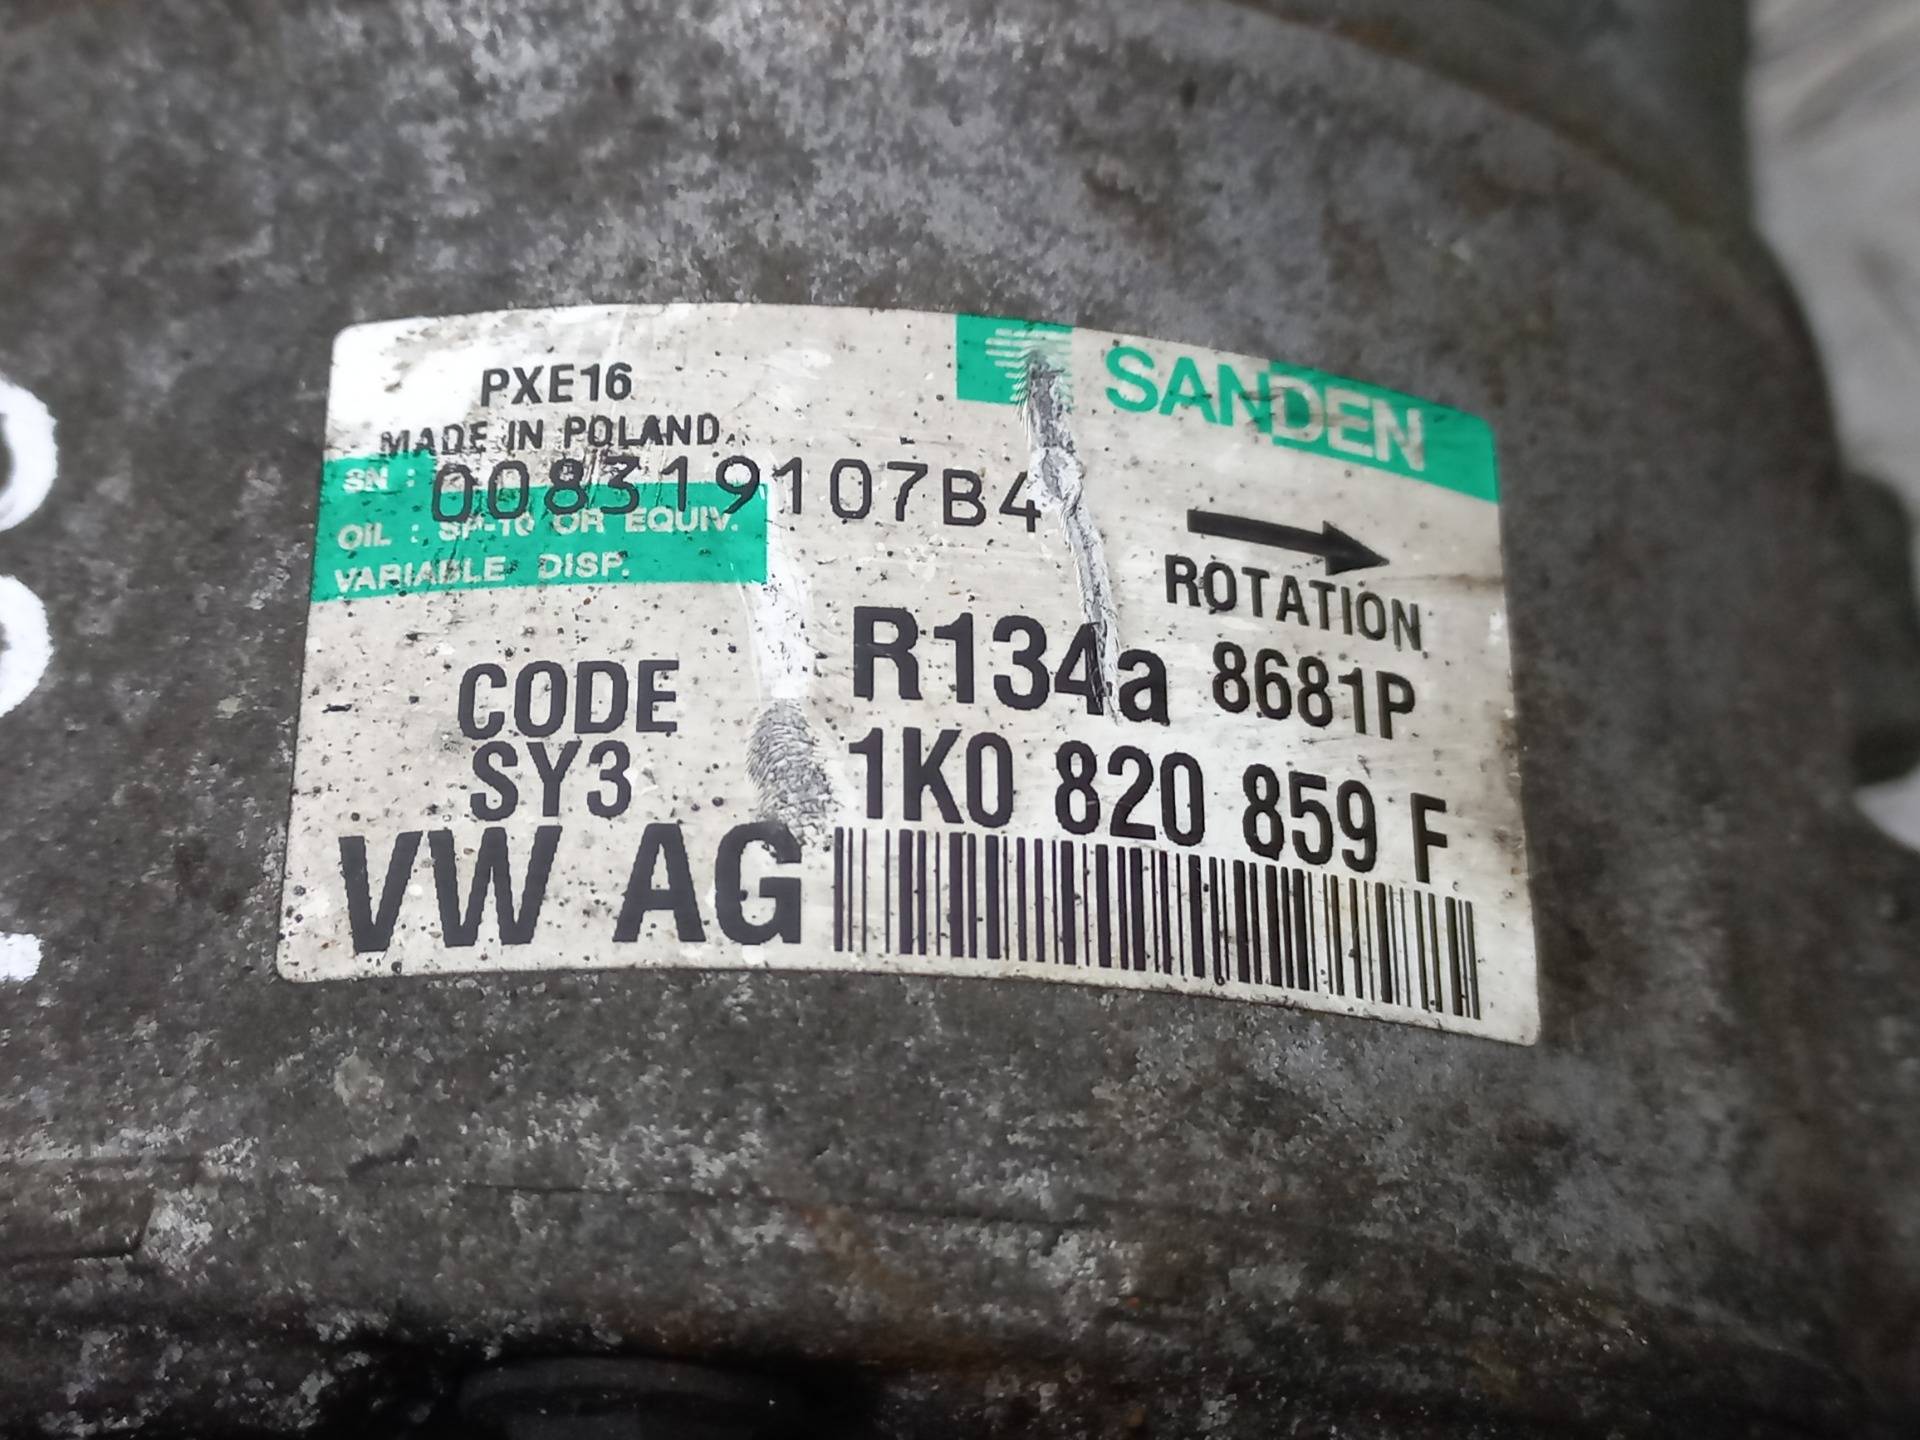 SANDEN
PXE16
MADE IN POLAND
SN : 008319107B4
OIL : SP-10 OR EQUIV.
VARIABLE DISP.
ROTATION
R134a 8681P
CODE
SY3
1K0 820 859 F
VW AG